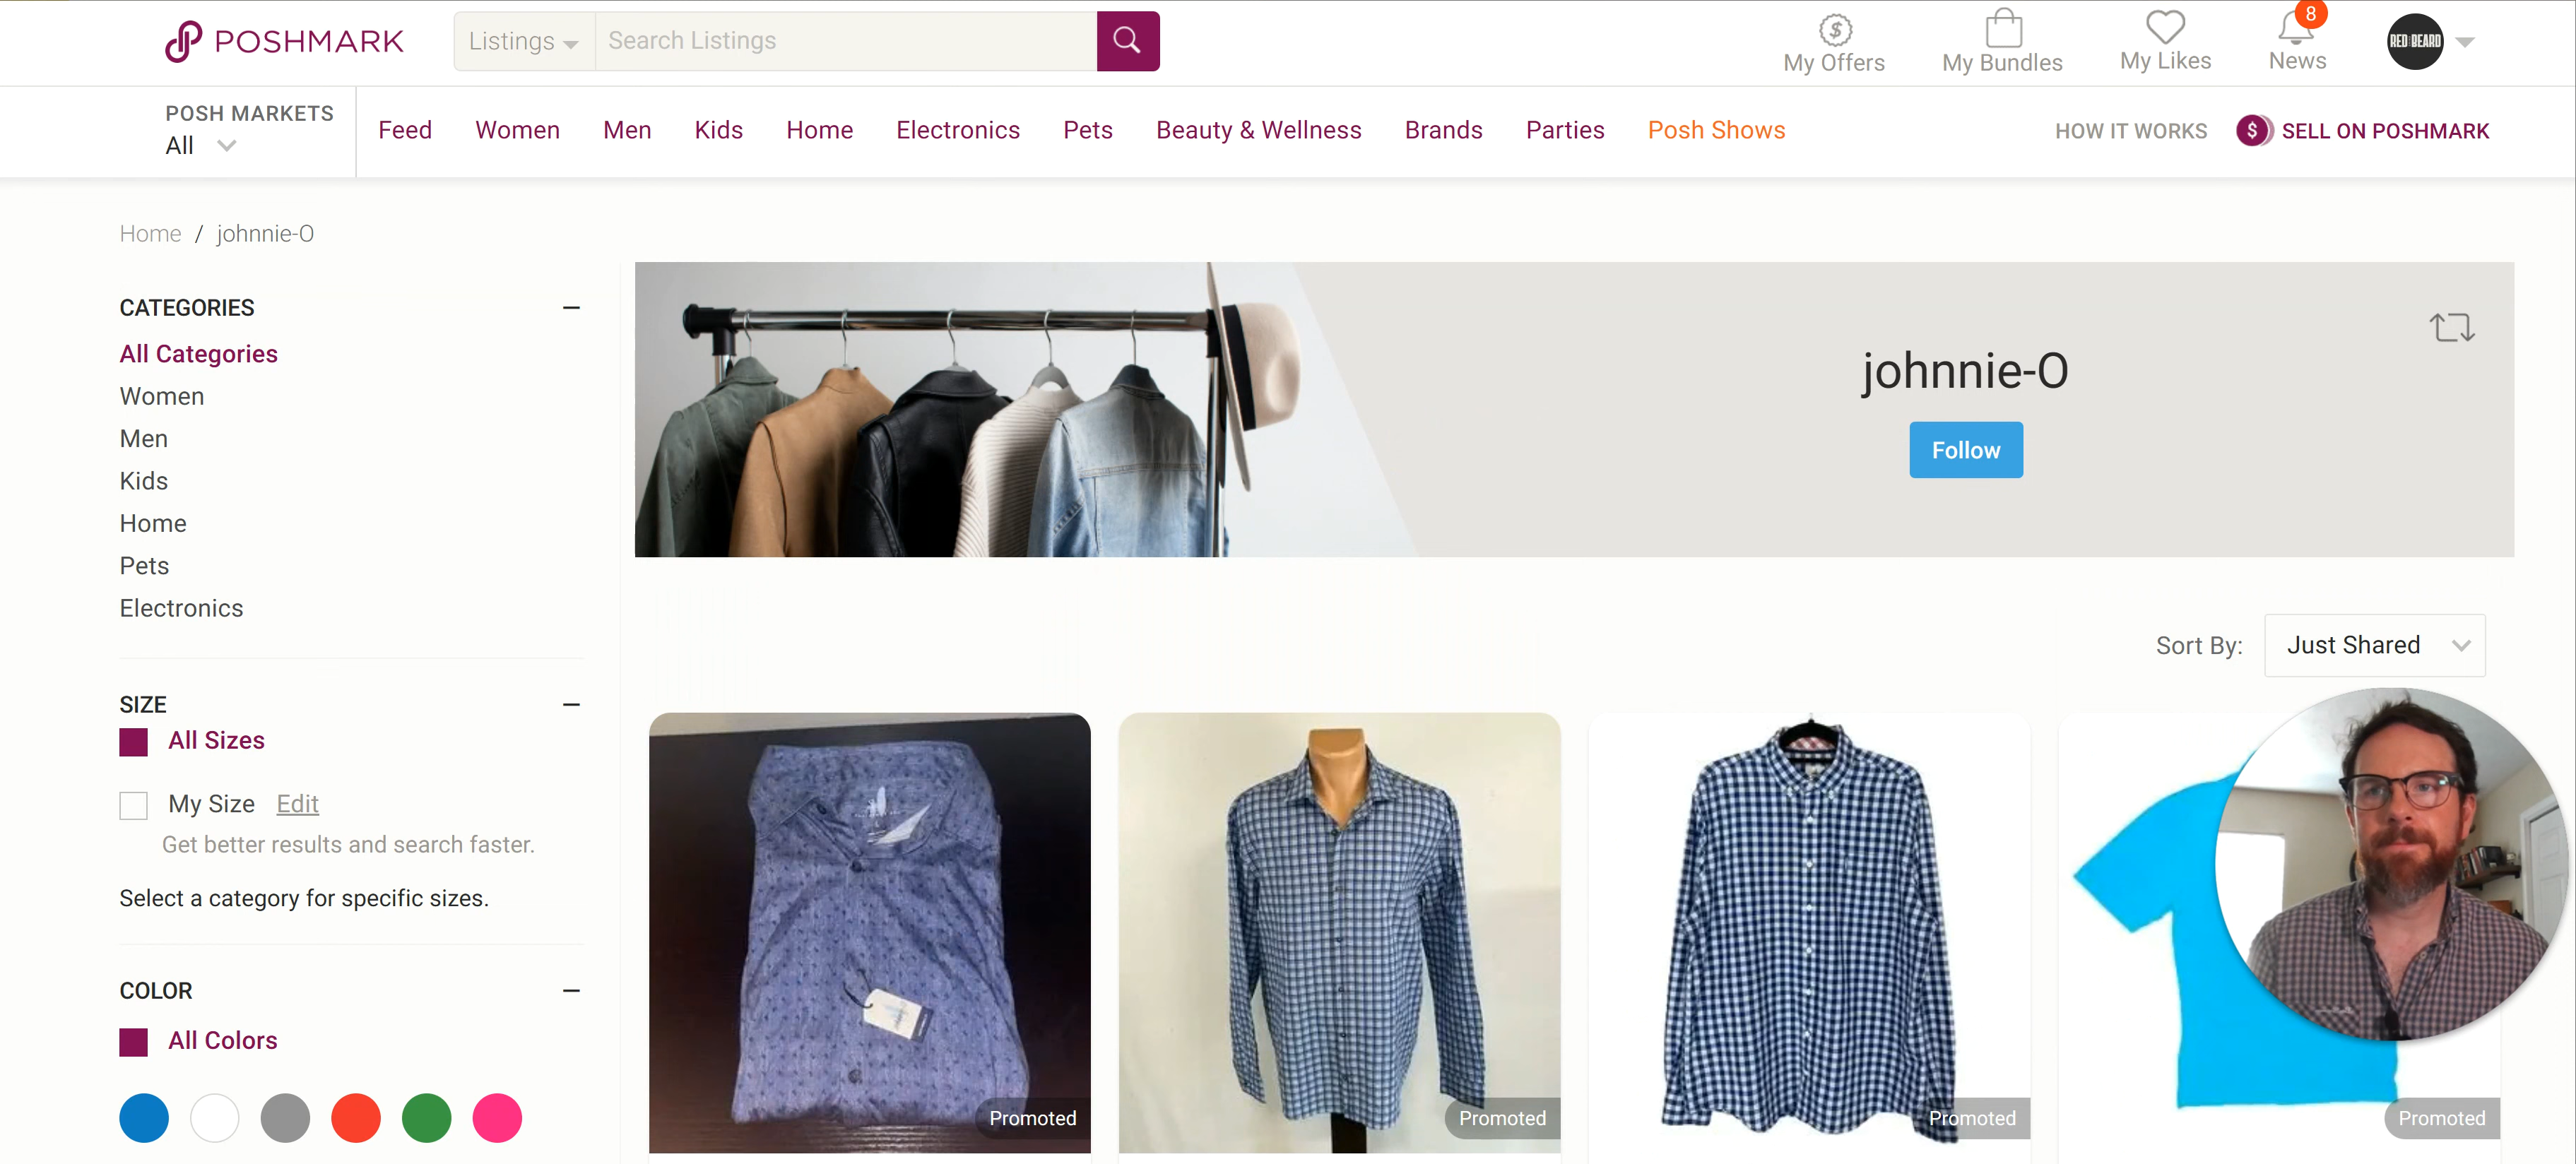 POSHMARK
Listings
Search Listings
My Offers
My Bundles
My Likes
8
News
RED BEARD
POSH MARKETS
All
Feed
Women
Men
Kids
Home
Electronics
Pets
Beauty & Wellness
Brands
Parties
Posh Shows
HOW IT WORKS
$ SELL ON POSHMARK
Home / johnnie-O
CATEGORIES
All Categories
Women
Men
Kids
Home
Pets
Electronics
johnnie-O
Follow
Sort By: Just Shared
SIZE
All Sizes
My Size Edit
Get better results and search faster.
Select a category for specific sizes.
COLOR
All Colors
Promoted
Promoted
Promoted
Promoted